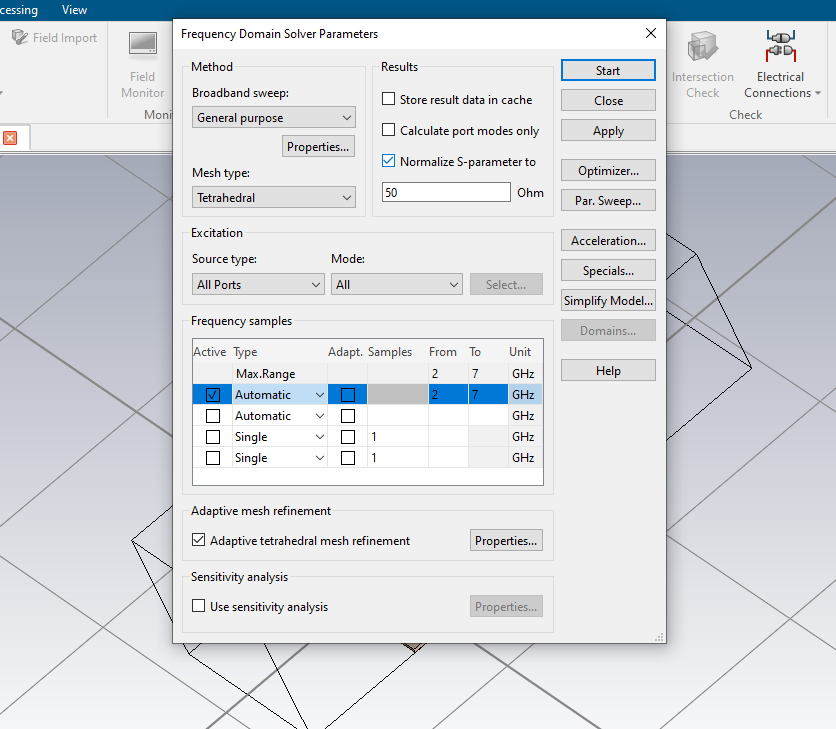 cessing View
Field Import
Field
Monitor
Intersection
Check
Electrical
Connections
Moni
Check
Frequency Domain Solver Parameters
Method
Broadband sweep:
General purpose
Properties...
Mesh type:
Tetrahedral
Results
Store result data in cache
Calculate port modes only
Normalize S-parameter to
50 Ohm
Start
Close
Apply
Optimizer...
Par. Sweep...
Acceleration...
Specials...
Simplify Model...
Domains...
Help
Excitation
Source type: Mode:
All Ports All Select...
Frequency samples
Active Type Adapt. Samples From To Unit
Max.Range 2 7 GHz
Automatic 2 7 GHz
Automatic GHz
Single 1 GHz
Single 1 GHz
Adaptive mesh refinement
Adaptive tetrahedral mesh refinement Properties...
Sensitivity analysis
Use sensitivity analysis Properties...